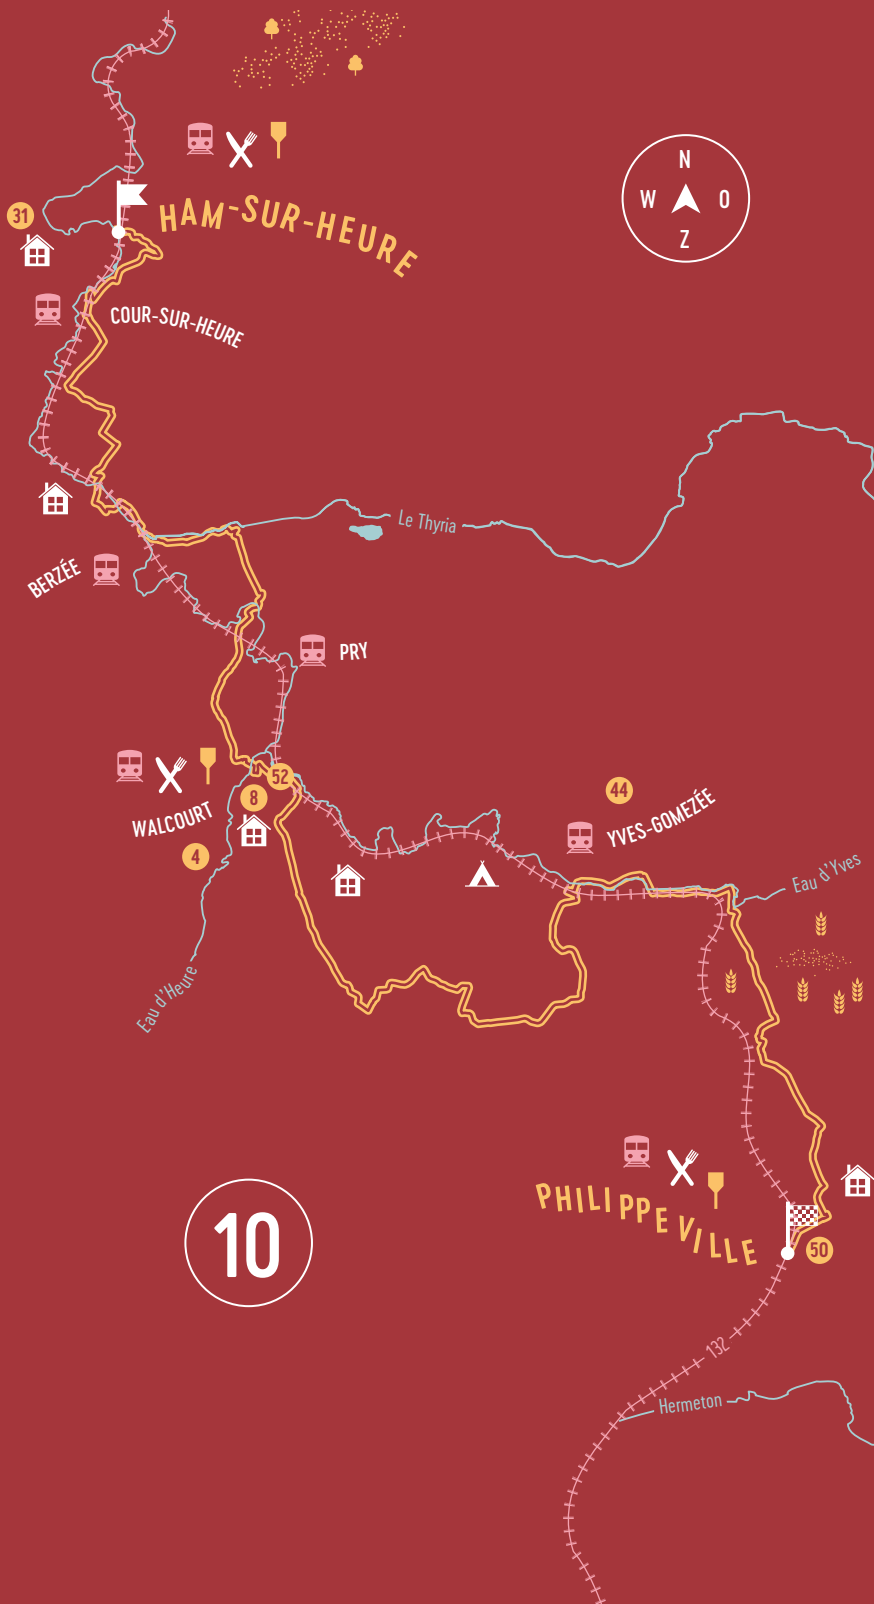 N
W O
Z
31
HAM-SUR-HEURE
COUR-SUR-HEURE
Le Thyria
BERZÉE
PRY
52
8
44
WALCOURT
YVES-GOMEZÉE
4
Eau d'Yves
Eau d'Heure
PHILIPPEVILLE
10
50
132
Hermeton